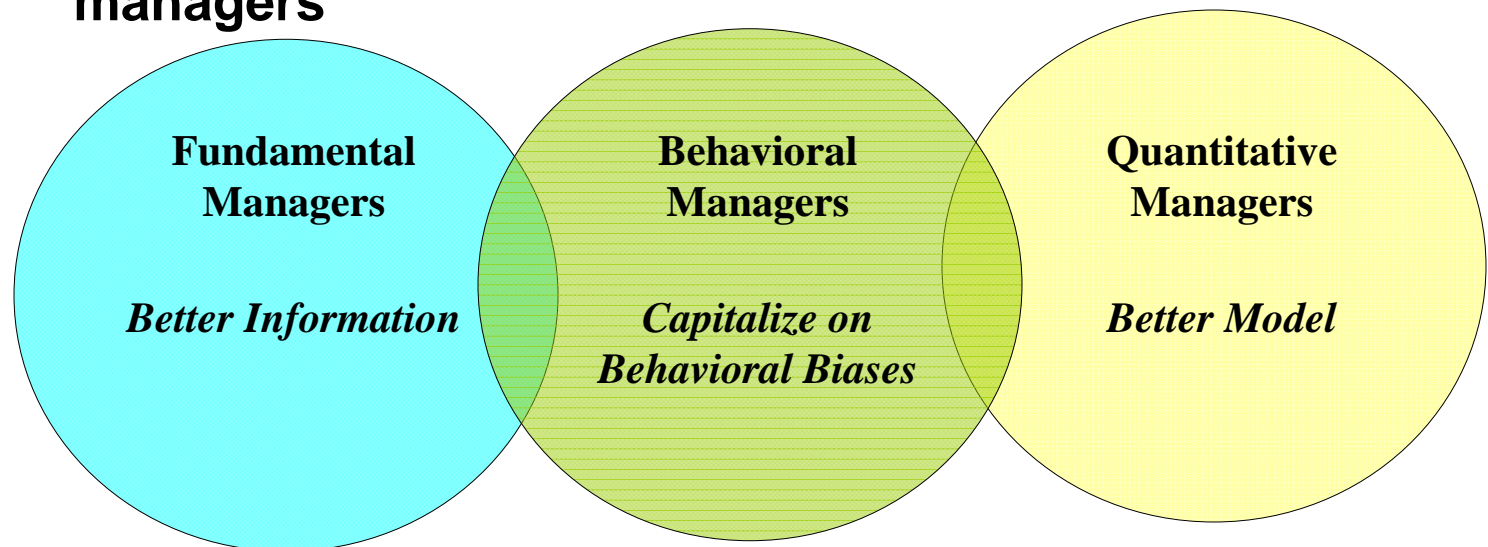 managers
Fundamental
Managers
Better Information
Behavioral
Managers
Capitalize on
Behavioral Biases
Quantitative
Managers
Better Model